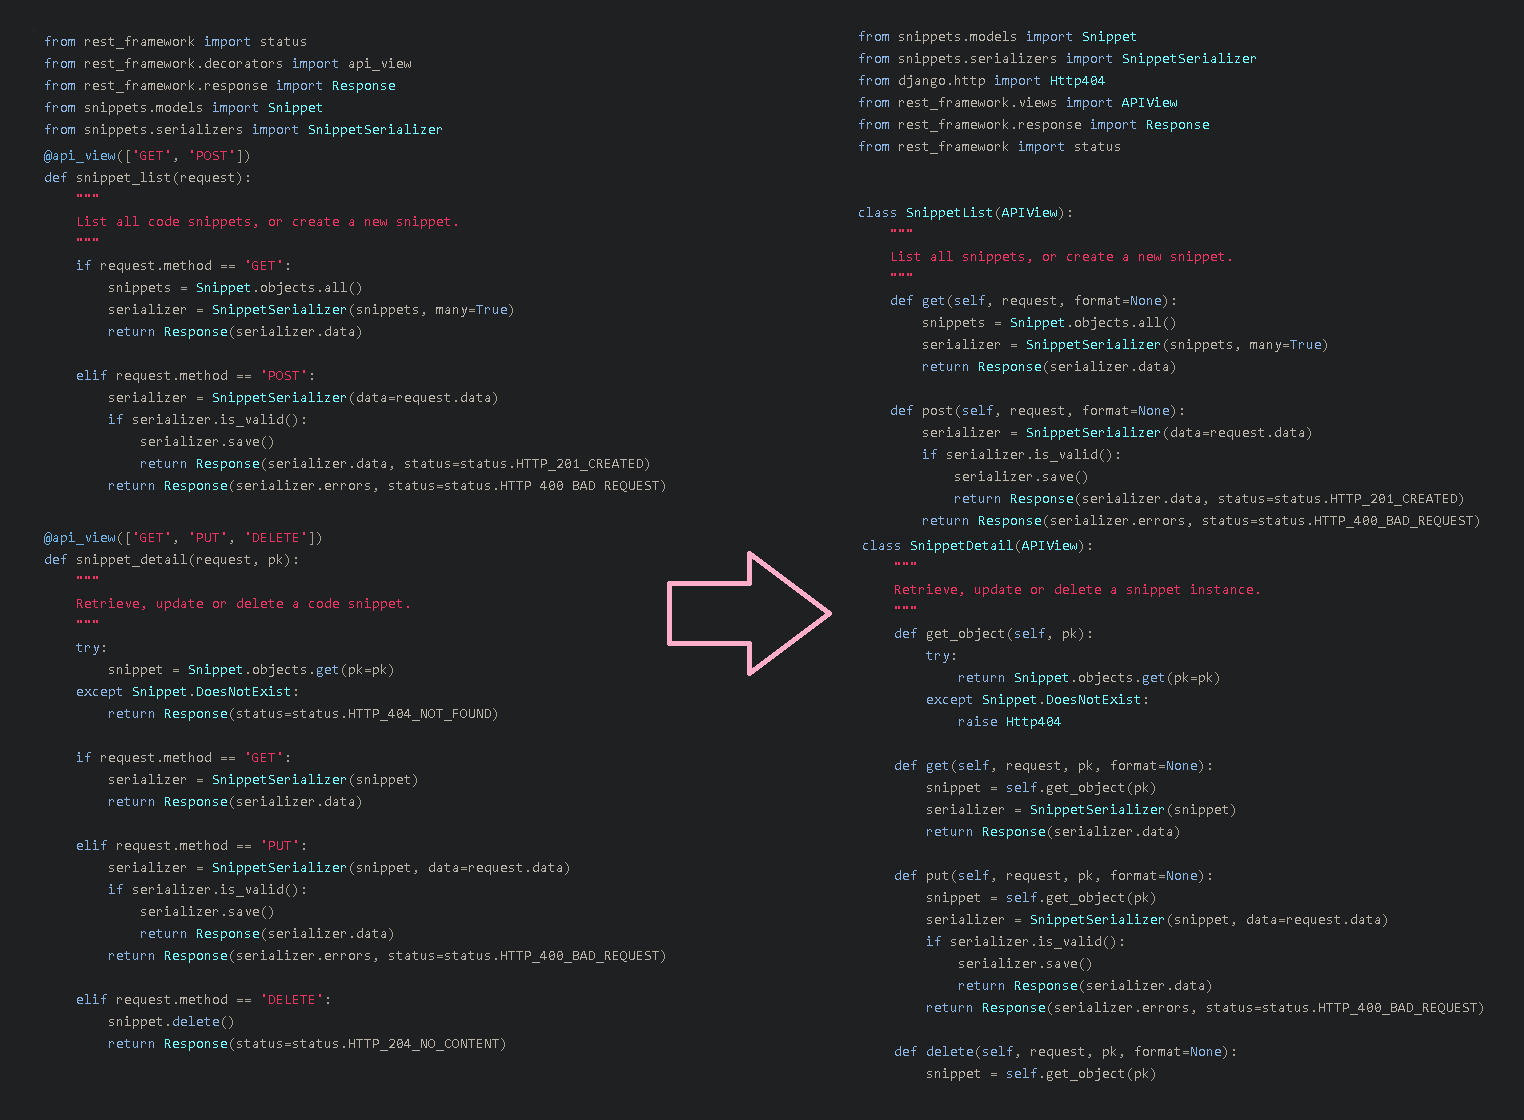 from rest_framework import status
from rest_framework.decorators import api_view
from rest_framework.response import Response
from snippets.models import Snippet
from snippets.serializers import SnippetSerializer
@api_view(['GET', 'POST'])
def snippet_list(request):
    """
    List all code snippets, or create a new snippet.
    """
    if request.method == 'GET':
        snippets = Snippet.objects.all()
        serializer = SnippetSerializer(snippets, many=True)
        return Response(serializer.data)

    elif request.method == 'POST':
        serializer = SnippetSerializer(data=request.data)
        if serializer.is_valid():
            serializer.save()
            return Response(serializer.data, status=status.HTTP_201_CREATED)
        return Response(serializer.errors, status=status.HTTP 400 BAD REQUEST)

@api_view(['GET', 'PUT', 'DELETE'])
def snippet_detail(request, pk):
    """
    Retrieve, update or delete a code snippet.
    """
    try:
        snippet = Snippet.objects.get(pk=pk)
    except Snippet.DoesNotExist:
        return Response(status=status.HTTP_404_NOT_FOUND)

    if request.method == 'GET':
        serializer = SnippetSerializer(snippet)
        return Response(serializer.data)

    elif request.method == 'PUT':
        serializer = SnippetSerializer(snippet, data=request.data)
        if serializer.is_valid():
            serializer.save()
            return Response(serializer.data)
        return Response(serializer.errors, status=status.HTTP_400_BAD_REQUEST)

    elif request.method == 'DELETE':
        snippet.delete()
        return Response(status=status.HTTP_204_NO_CONTENT)

from snippets.models import Snippet
from snippets.serializers import SnippetSerializer
from django.http import Http404
from rest_framework.views import APIView
from rest_framework.response import Response
from rest_framework import status

class SnippetList(APIView):
    """
    List all snippets, or create a new snippet.
    """
    def get(self, request, format=None):
        snippets = Snippet.objects.all()
        serializer = SnippetSerializer(snippets, many=True)
        return Response(serializer.data)

    def post(self, request, format=None):
        serializer = SnippetSerializer(data=request.data)
        if serializer.is_valid():
            serializer.save()
            return Response(serializer.data, status=status.HTTP_201_CREATED)
        return Response(serializer.errors, status=status.HTTP_400_BAD_REQUEST)
class SnippetDetail(APIView):
    """
    Retrieve, update or delete a snippet instance.
    """
    def get_object(self, pk):
        try:
            return Snippet.objects.get(pk=pk)
        except Snippet.DoesNotExist:
            raise Http404

    def get(self, request, pk, format=None):
        snippet = self.get_object(pk)
        serializer = SnippetSerializer(snippet)
        return Response(serializer.data)

    def put(self, request, pk, format=None):
        snippet = self.get_object(pk)
        serializer = SnippetSerializer(snippet, data=request.data)
        if serializer.is_valid():
            serializer.save()
            return Response(serializer.data)
        return Response(serializer.errors, status=status.HTTP_400_BAD_REQUEST)

    def delete(self, request, pk, format=None):
        snippet = self.get_object(pk)